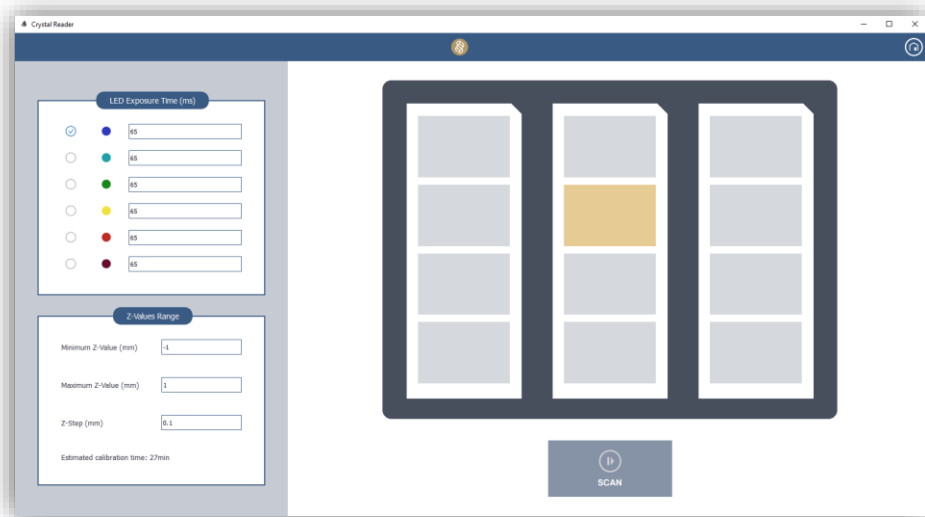 Crystal Reader
LED Exposure Time (ms)
65
65
65
65
65
65
Z-Values Range
Minimum Z-Value (mm) -1
Maximum Z-Value (mm) 1
Z-Step (mm) 0.1
Estimated calibration time: 27min
SCAN